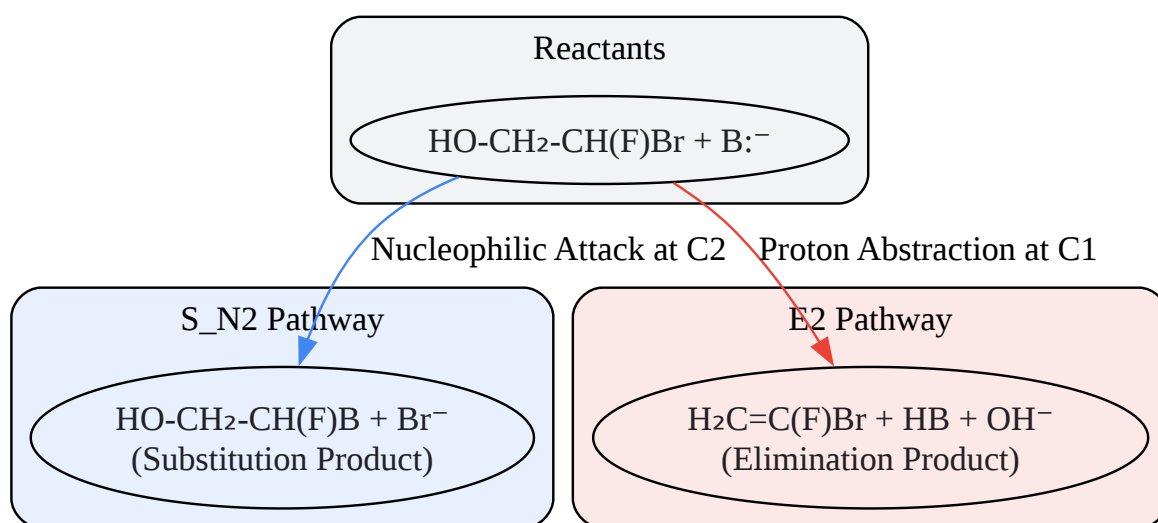 Reactants
HO-CH₂-CH(F)Br + B:⁻
Nucleophilic Attack at C2
Proton Abstraction at C1
S_N2 Pathway
HO-CH₂-CH(F)B + Br⁻
(Substitution Product)
E2 Pathway
H₂C=C(F)Br + HB + OH⁻
(Elimination Product)